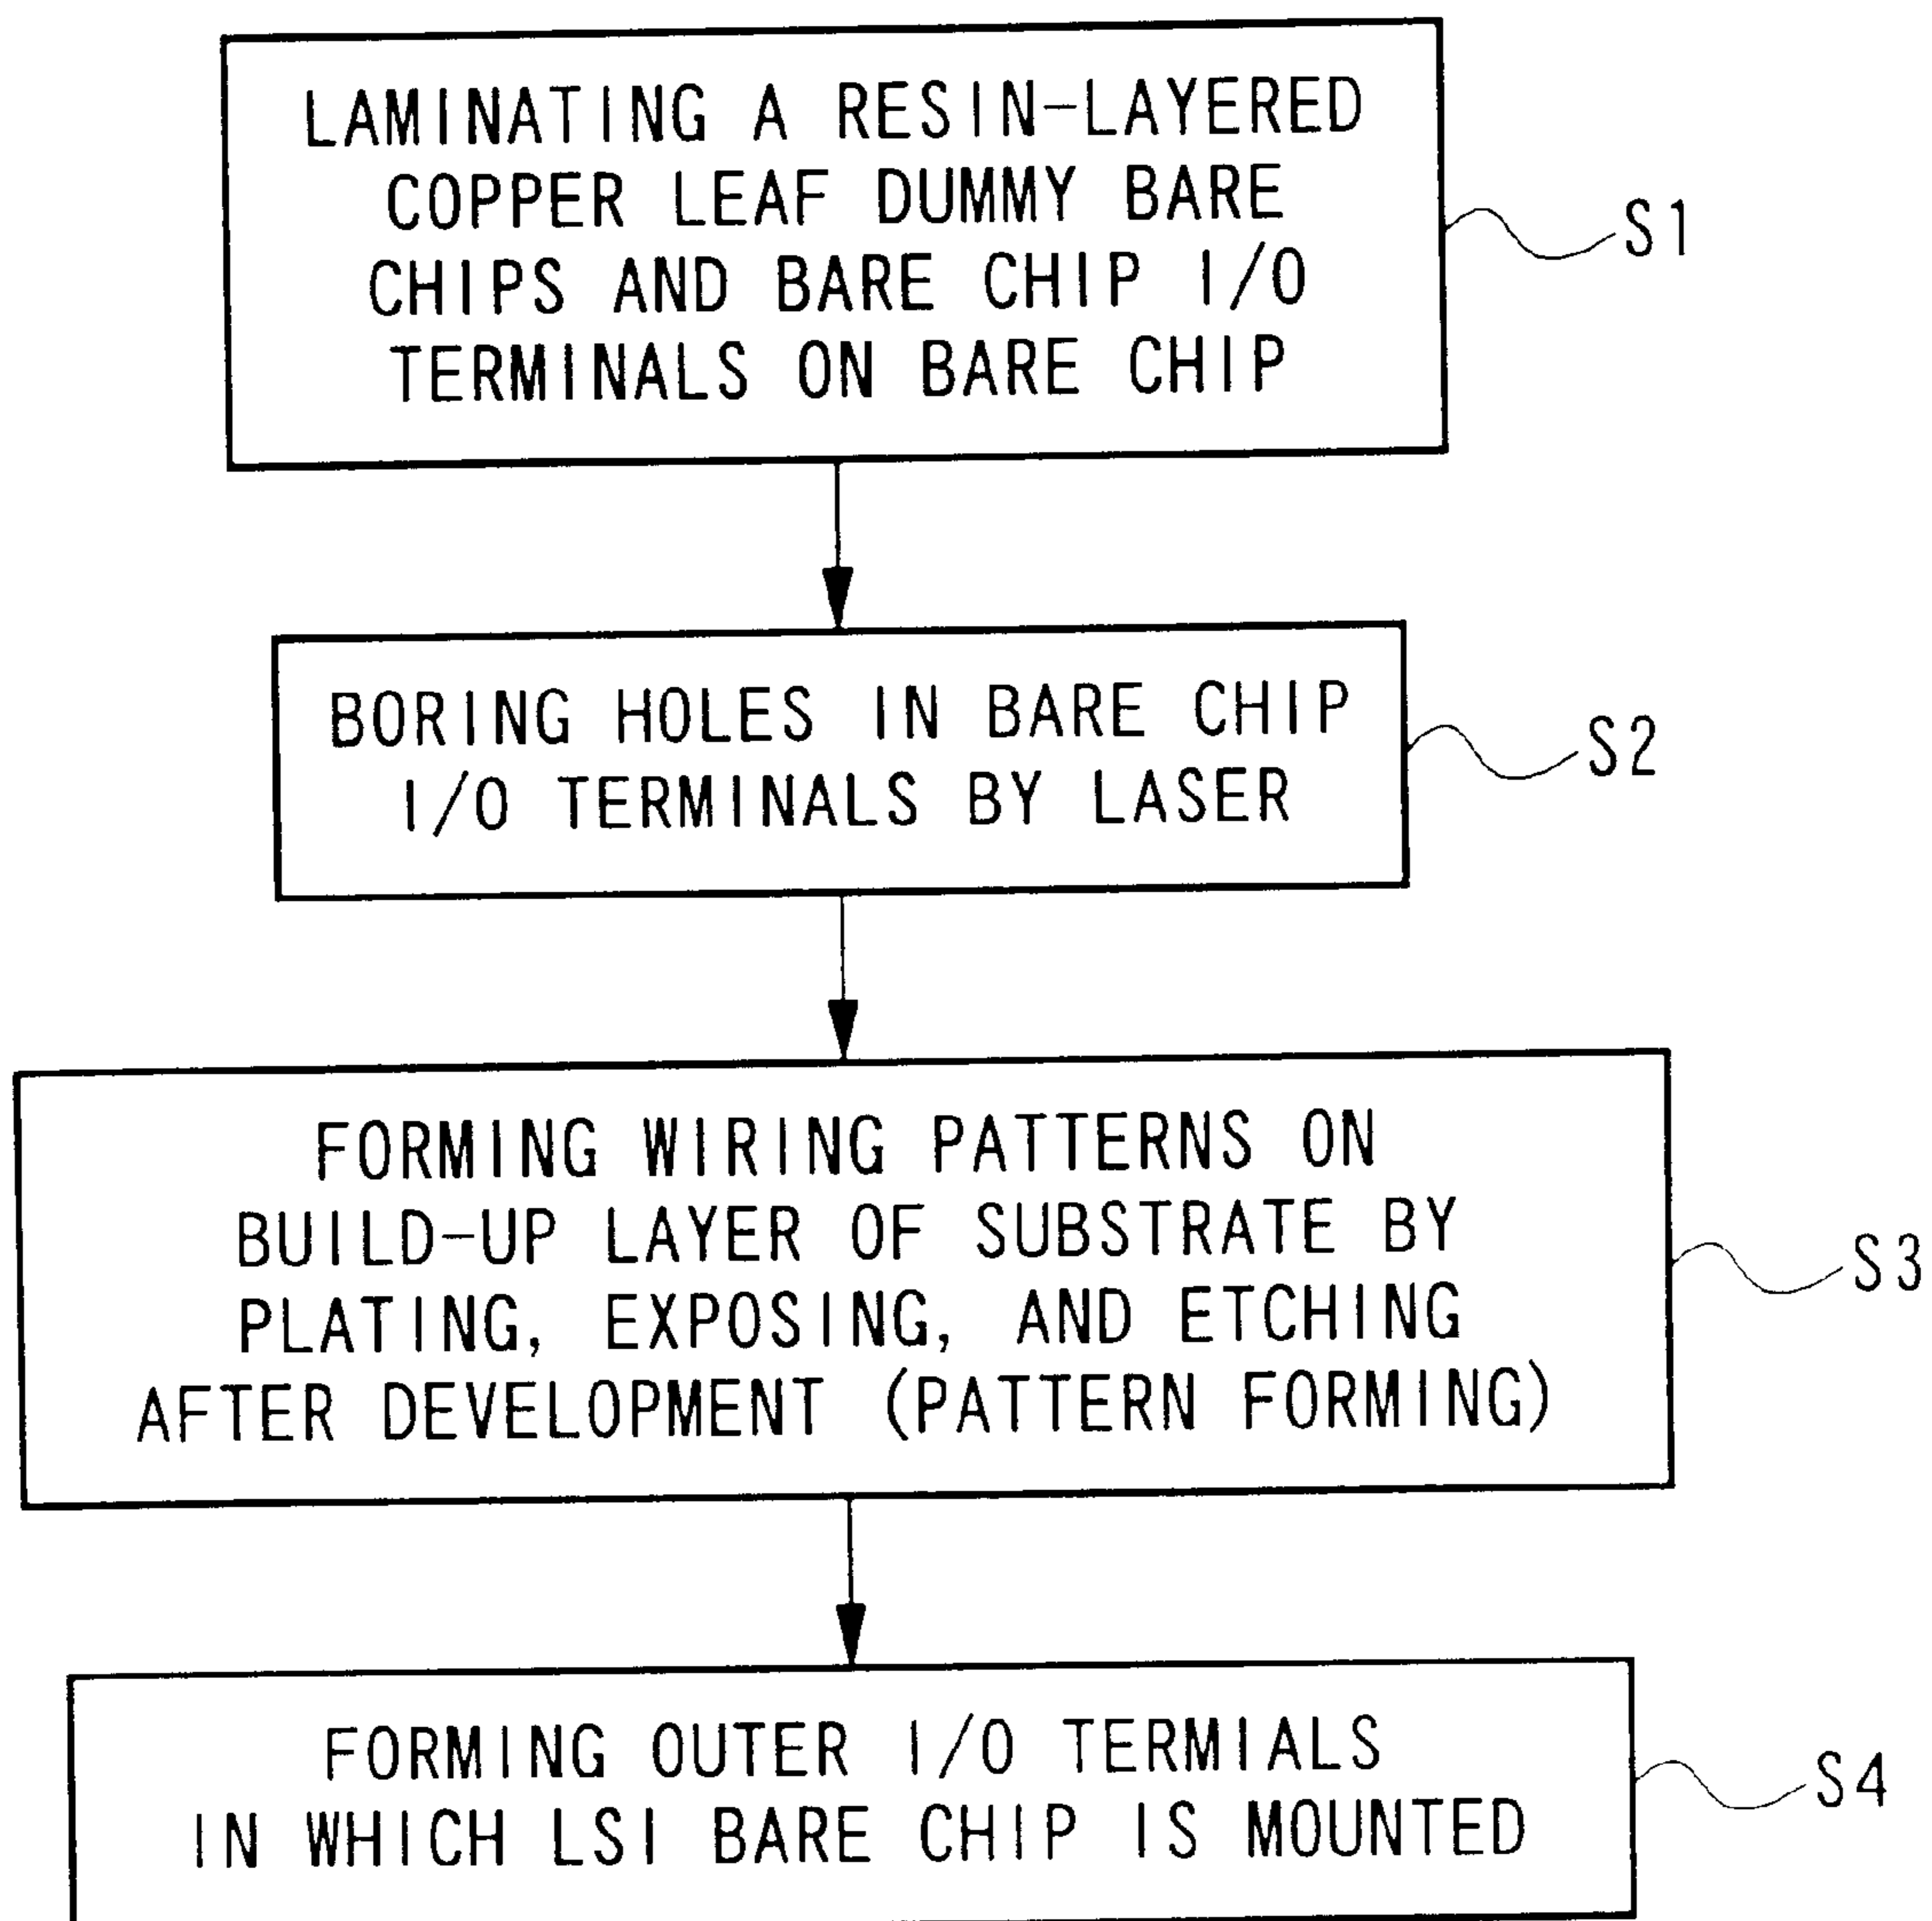 LAMINATING A RESIN-LAYERED
COPPER LEAF DUMMY BARE
CHIPS AND BARE CHIP I/O
TERMINALS ON BARE CHIP
S1
BORING HOLES IN BARE CHIP
I/O TERMINALS BY LASER
S2
FORMING WIRING PATTERNS ON
BUILD-UP LAYER OF SUBSTRATE BY
PLATING, EXPOSING, AND ETCHING
AFTER DEVELOPMENT (PATTERN FORMING)
S3
FORMING OUTER I/O TERMIALS
IN WHICH LSI BARE CHIP IS MOUNTED
S4